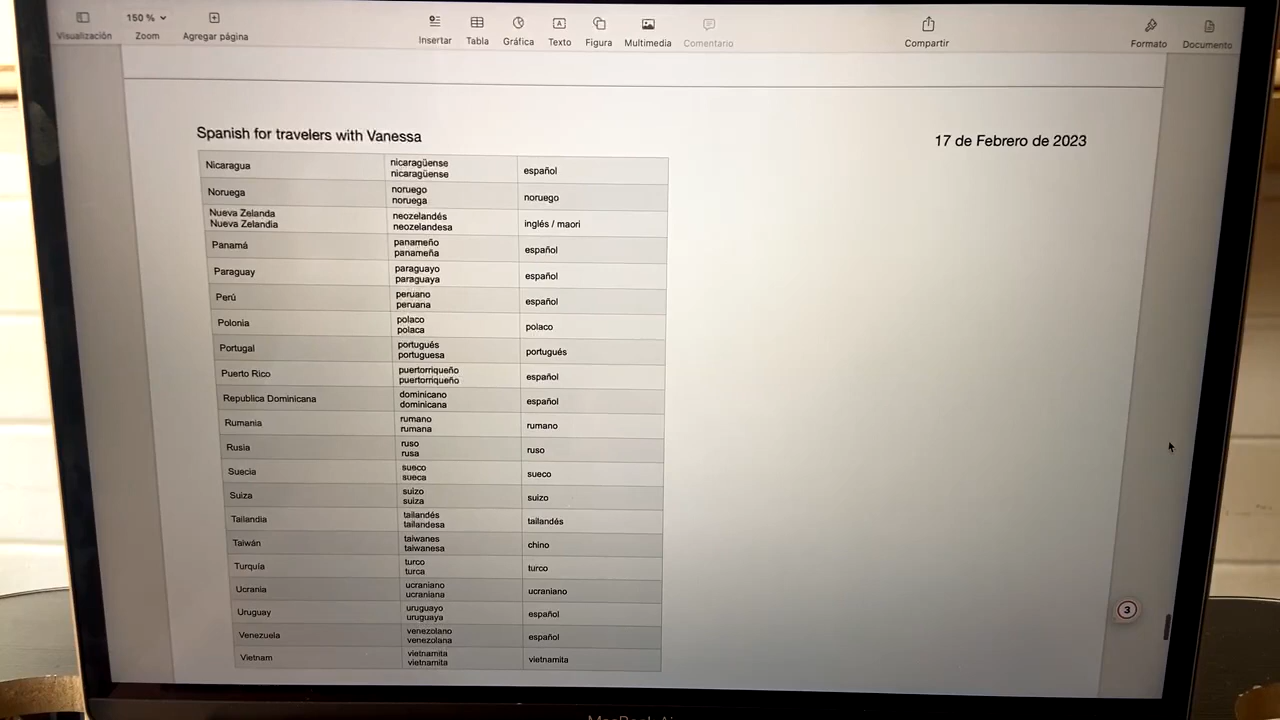 150 %
Visualización Zoom Agregar página Insertar Tabla Gráfica Texto Figura Multimedia Comentario Compartir Formato Documento
Spanish for travelers with Vanessa
17 de Febrero de 2023
Nicaragua
nicaragüense
nicaragüense
español
Noruega
noruego
noruega
noruego
Nueva Zelanda
Nueva Zelandia
neozelandés
neozelandesa
inglés / maori
Panamá
panameño
panameña
español
Paraguay
paraguayo
paraguaya
español
Perú
peruano
peruana
español
Polonia
polaco
polaca
polaco
Portugal
portugués
portuguesa
portugués
Puerto Rico
puertorriqueño
puertorriqueño
español
Republica Dominicana
dominicano
dominicana
español
Rumania
rumano
rumana
rumano
Rusia
ruso
rusa
ruso
Suecia
sueco
sueca
sueco
Suiza
suizo
suiza
suizo
Tailandia
tailandés
tailandesa
tailandés
Taiwán
taiwanes
taiwanesa
chino
Turquía
turco
turca
turco
Ucrania
ucraniano
ucraniana
ucraniano
Uruguay
uruguayo
uruguaya
español
Venezuela
venezolano
venezolana
español
Vietnam
vietnamita
vietnamita
vietnamita
3